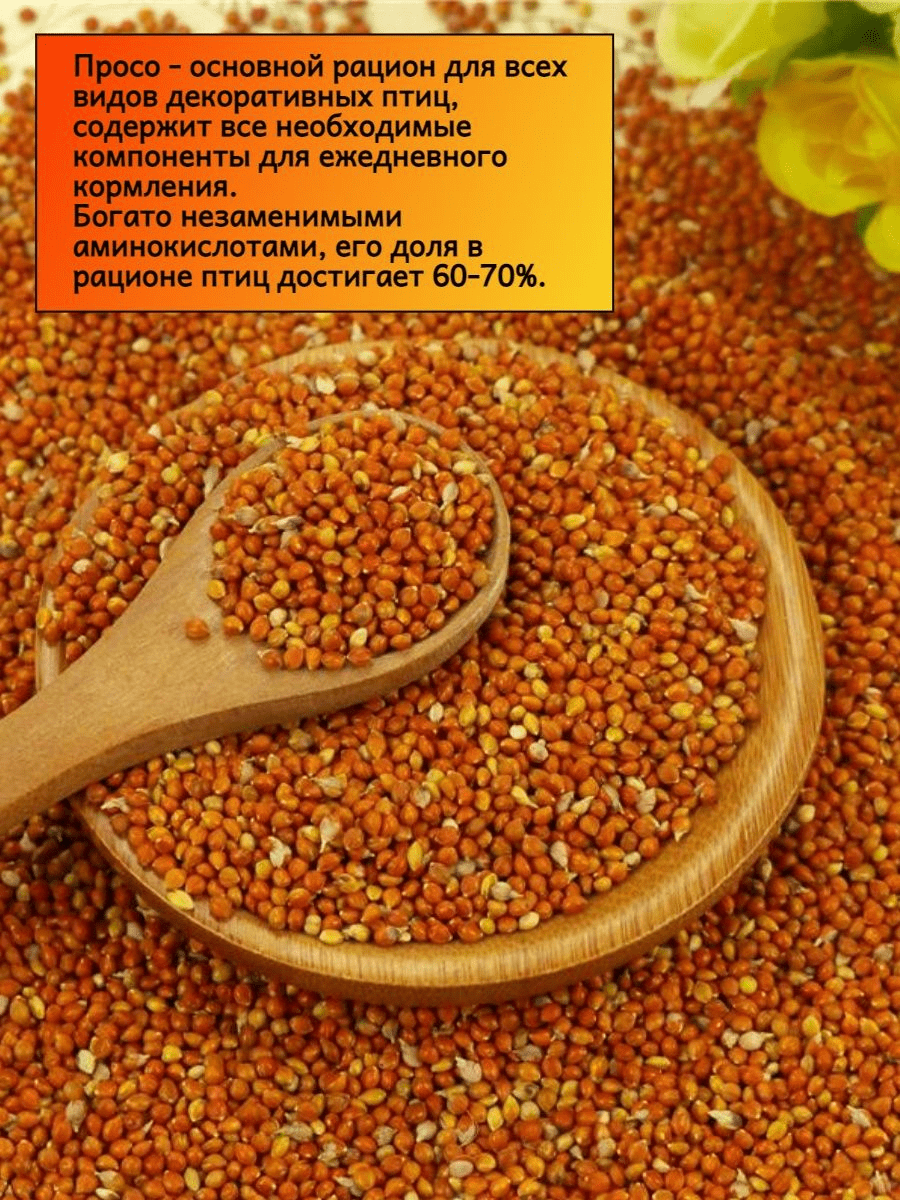 Просо - основной рацион для всех
видов декоративных птиц,
содержит все необходимые
компоненты для ежедневного
кормления.
Богато незаменимыми
аминокислотами, его доля в
рационе птиц достигает 60-70%.